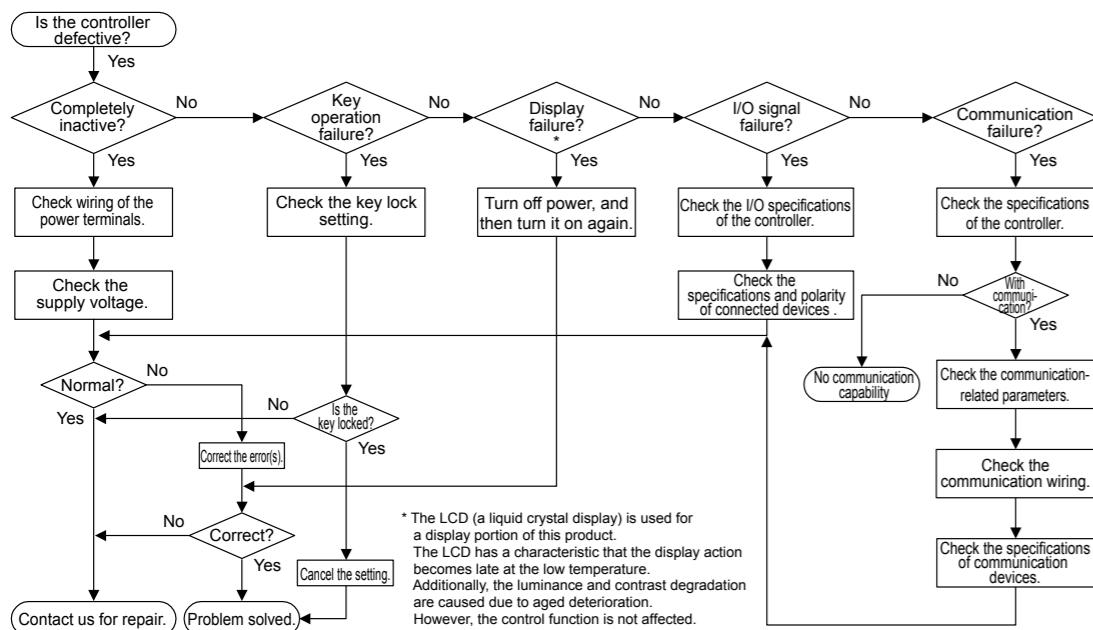 Is the controller
defective?
Yes
Completely
inactive?
No
Key
operation
failure?
No
Display
failure?
*
No
I/O signal
failure?
No
Communication
failure?
Yes
Yes
Yes
Yes
Yes
Check wiring of the
power terminals.
Check the key lock
setting.
Turn off power, and
then turn it on again.
Check the I/O specifications
of the controller.
Check the specifications
of the controller.
Check the
supply voltage.
Check the
specifications and polarity
of connected devices .
No
With
communi-
cation?
Yes
Normal?
No
Yes
No communication
capability
Check the communication-
related parameters.
No
Is the
key locked?
Yes
Correct the error(s).
Check the
communication wiring.
No
Correct?
Yes
Cancel the setting.
* The LCD (a liquid crystal display) is used for
a display portion of this product.
The LCD has a characteristic that the display action
becomes late at the low temperature.
Additionally, the luminance and contrast degradation
are caused due to aged deterioration.
However, the control function is not affected.
Check the specifications
of communication
devices.
Contact us for repair.
Problem solved.